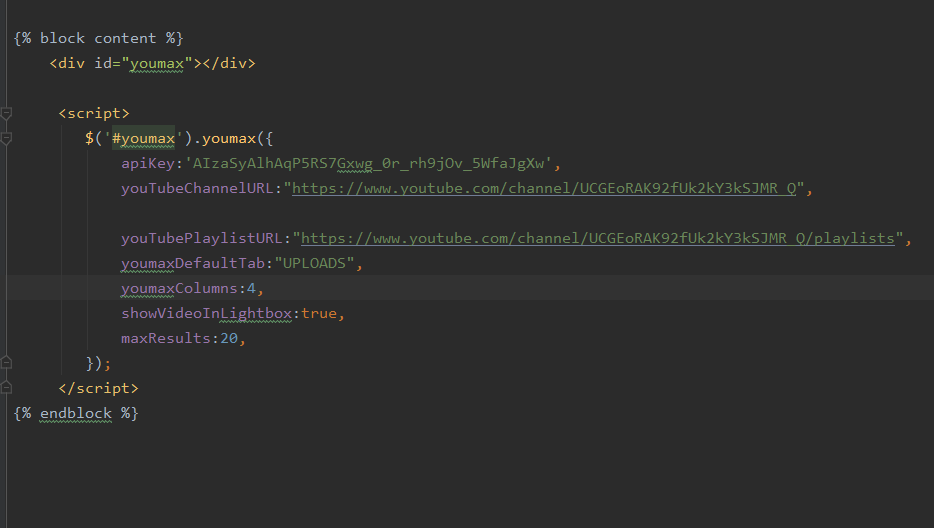 {% block content %}
<div id="youmax"></div>
<script>
$('#youmax').youmax({
apiKey:'AIzaSyAlhAqP5RS7Gxwg_0r_rh9jOv_5WfaJgXw',
youTubeChannelURL:"https://www.youtube.com/channel/UCGEoRAK92fUk2kY3kSJMR_Q",
youTubePlaylistURL:"https://www.youtube.com/channel/UCGEoRAK92fUk2kY3kSJMR_Q/playlists",
youmaxDefaultTab:"UPLOADS",
youmaxColumns:4,
showVideoInLightbox:true,
maxResults:20,
});
</script>
{% endblock %}